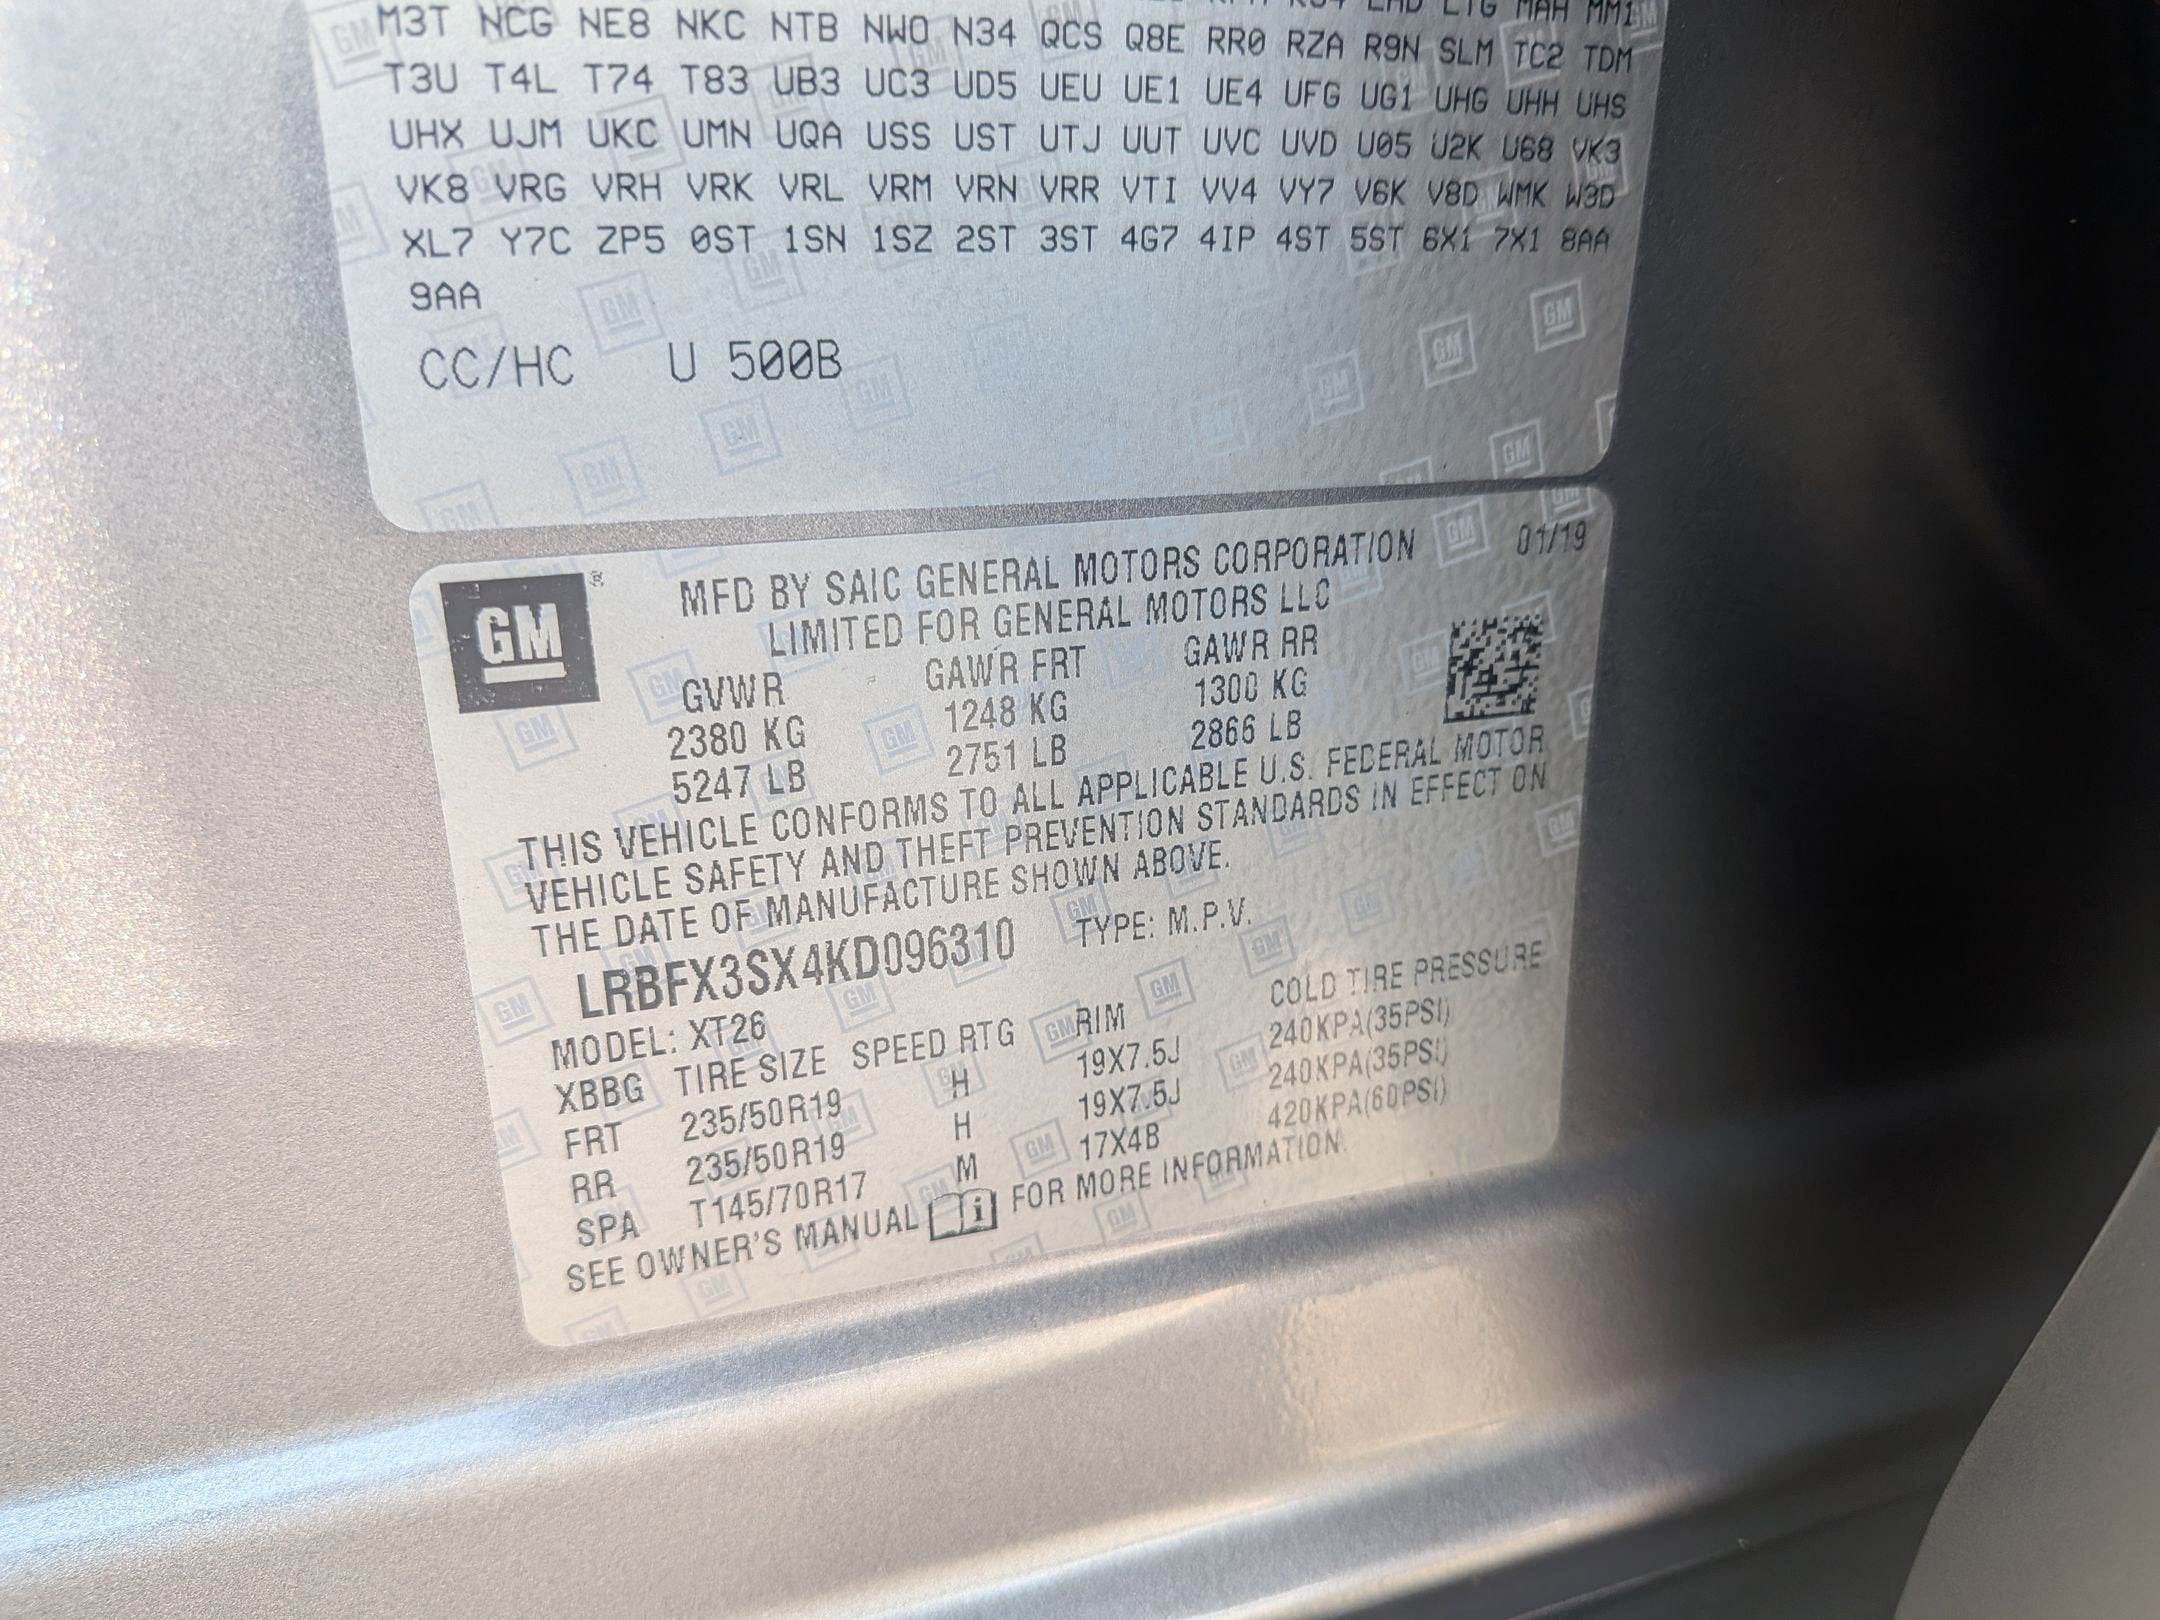 LHD LTG MAH MM1
M3T NCG NE8 NKC NTB NWO N34 QCS Q8E RR0 RZA R9N SLM TC2 TDM
T3U T4L T74 T83 UB3 UC3 UD5 UEU UE1 UE4 UFG UG1 UHG UHH UHS
UHX UJM UKC UMN UQA USS UST UTJ UUT UVC UVD U05 U2K U68 VK3
VK8 VRG VRH VRK VRL VRM VRN VRR VTI VV4 VY7 V6K V8D WMK W3D
XL7 Y7C ZP5 0ST 1SN 1SZ 2ST 3ST 4G7 4IP 4ST 5ST 6X1 7X1 8AA
9AA
CC/HC U 500B
GM®
MFD BY SAIC GENERAL MOTORS CORPORATION 01/19
LIMITED FOR GENERAL MOTORS LLC
GVWR GAWR FRT GAWR RR
2380 KG 1248 KG 1300 KG
5247 LB 2751 LB 2866 LB
THIS VEHICLE CONFORMS TO ALL APPLICABLE U.S. FEDERAL MOTOR
VEHICLE SAFETY AND THEFT PREVENTION STANDARDS IN EFFECT ON
THE DATE OF MANUFACTURE SHOWN ABOVE.
LRBFX3SX4KD096310 TYPE: M.P.V.
MODEL: XT26
XBBG TIRE SIZE SPEED RTG RIM COLD TIRE PRESSURE
FRT 235/50R19 H 19X7.5J 240KPA(35PSI)
RR 235/50R19 H 19X7.5J 240KPA(35PSI)
SPA T145/70R17 M 17X4B 420KPA(60PSI)
SEE OWNER'S MANUAL FOR MORE INFORMATION.